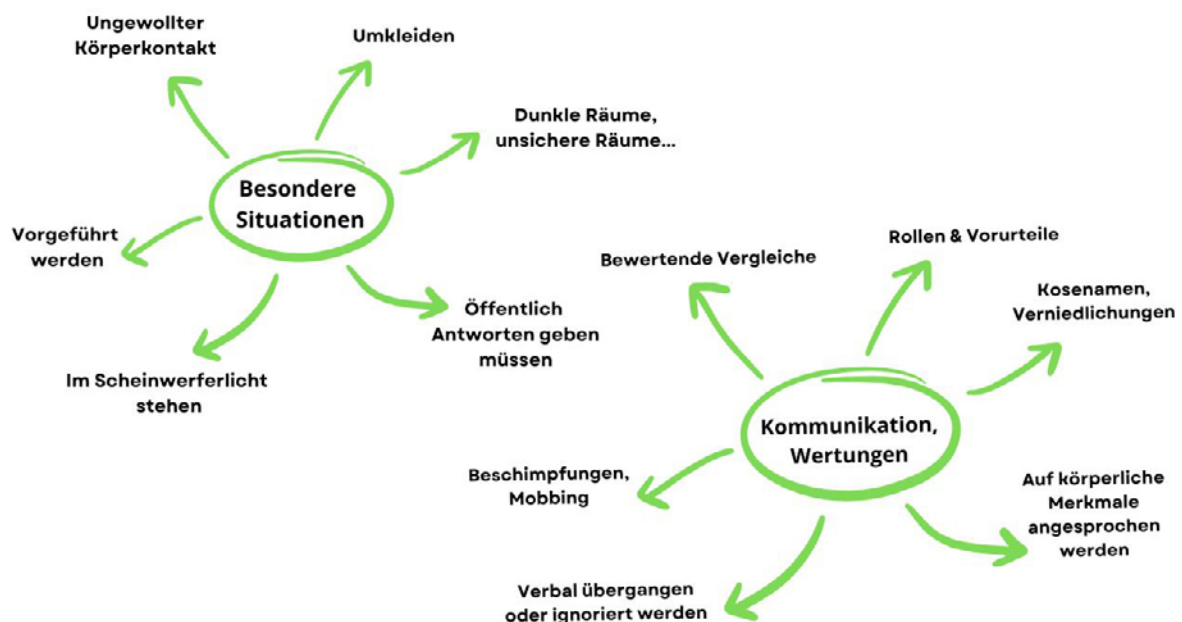 Ungewollter
Körperkontakt
Umkleiden
Dunkle Räume,
unsichere Räume...
Besondere
Situationen
Vorgeführt
werden
Öffentlich
Antworten geben
müssen
Im Scheinwerferlicht
stehen
Rollen & Vorurteile
Bewertende Vergleiche
Kosenamen,
Verniedlichungen
Kommunikation,
Wertungen
Beschimpfungen,
Mobbing
Auf körperliche
Merkmale
angesprochen
werden
Verbal übergangen
oder ignoriert werden